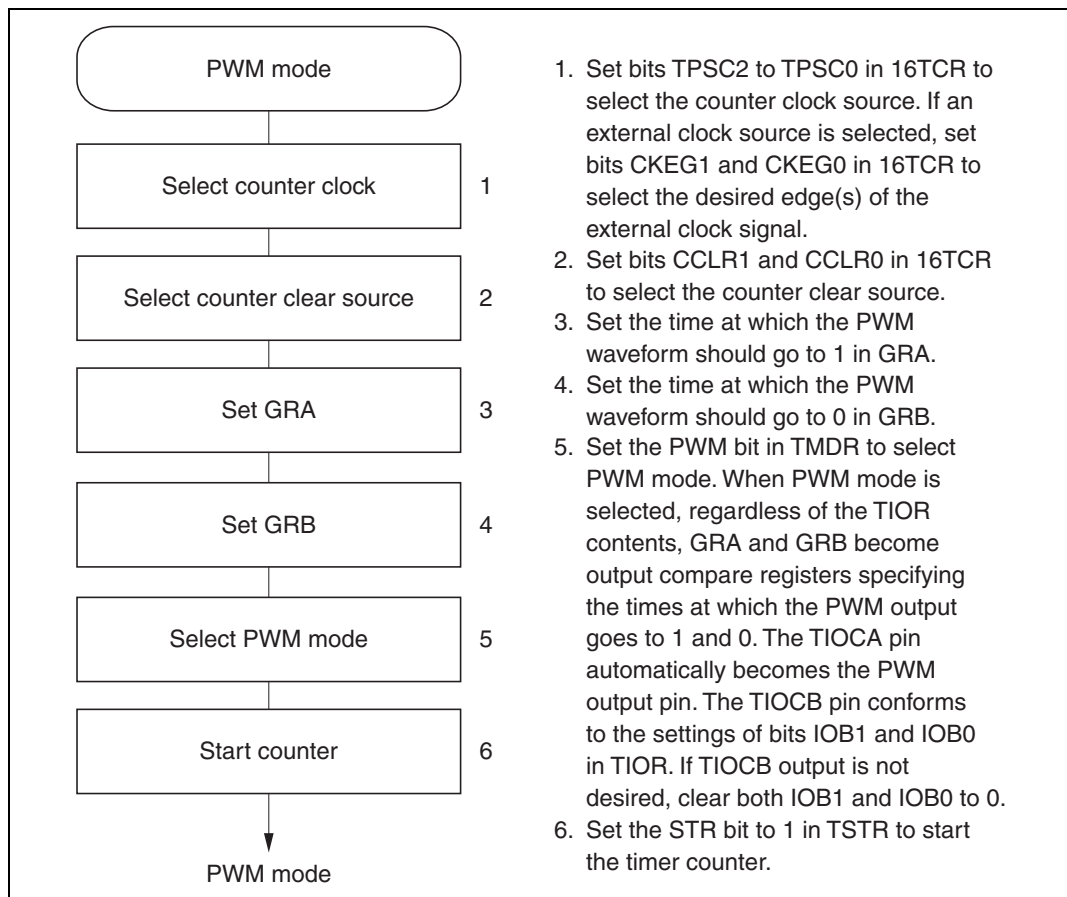 PWM mode
Select counter clock
1
Select counter clear source
2
Set GRA
3
Set GRB
4
Select PWM mode
5
Start counter
6
PWM mode
1. Set bits TPSC2 to TPSC0 in 16TCR to
select the counter clock source. If an
external clock source is selected, set
bits CKEG1 and CKEG0 in 16TCR to
select the desired edge(s) of the
external clock signal.
2. Set bits CCLR1 and CCLR0 in 16TCR
to select the counter clear source.
3. Set the time at which the PWM
waveform should go to 1 in GRA.
4. Set the time at which the PWM
waveform should go to 0 in GRB.
5. Set the PWM bit in TMDR to select
PWM mode. When PWM mode is
selected, regardless of the TIOR
contents, GRA and GRB become
output compare registers specifying
the times at which the PWM output
goes to 1 and 0. The TIOCA pin
automatically becomes the PWM
output pin. The TIOCB pin conforms
to the settings of bits IOB1 and IOB0
in TIOR. If TIOCB output is not
desired, clear both IOB1 and IOB0 to 0.
6. Set the STR bit to 1 in TSTR to start
the timer counter.